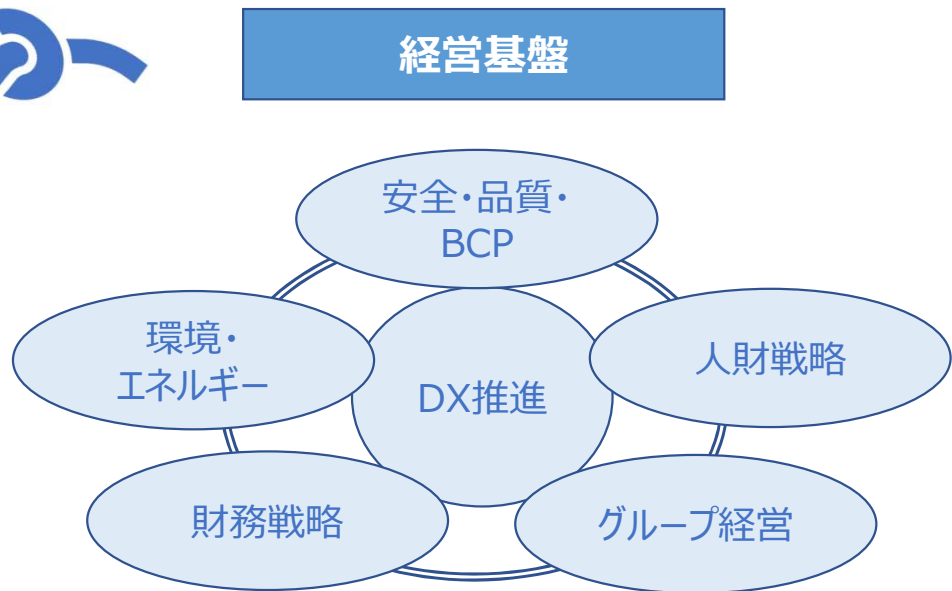 経営基盤
安全・品質・
BCP
環境・
エネルギー
人財戦略
DX推進
財務戦略
グループ経営